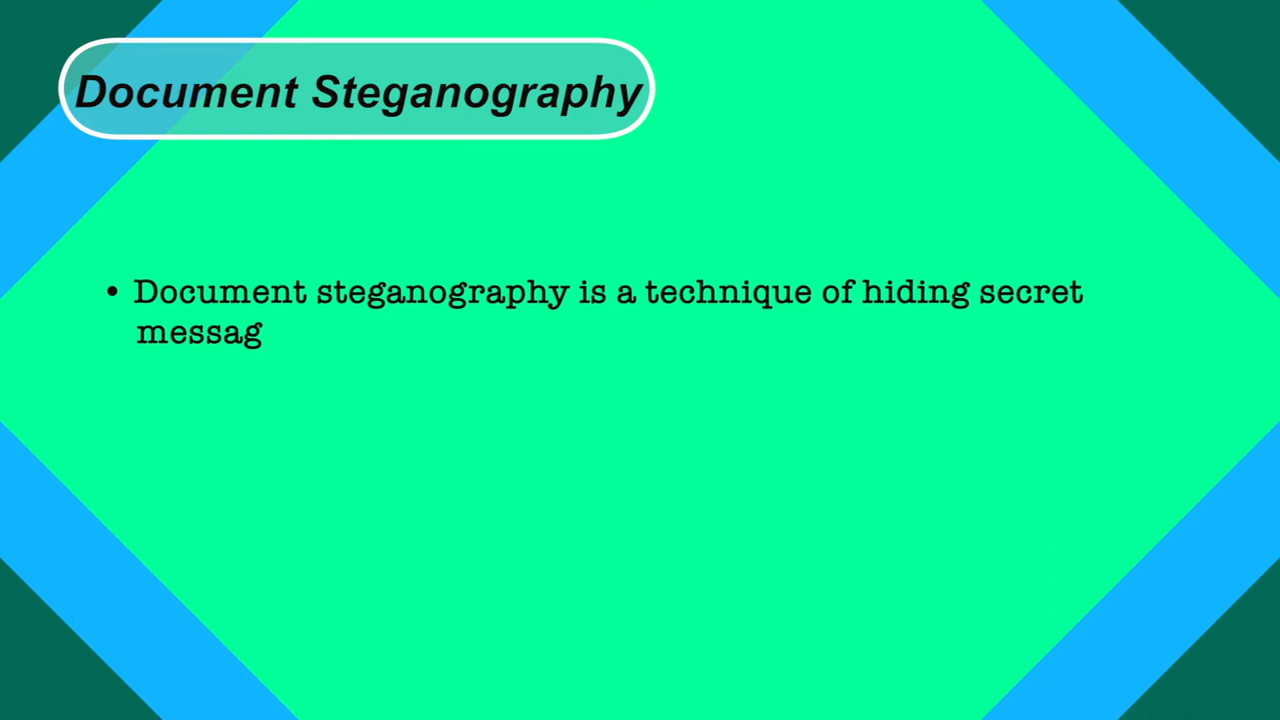 Document Steganography
• Document steganography is a technique of hiding secret
messag